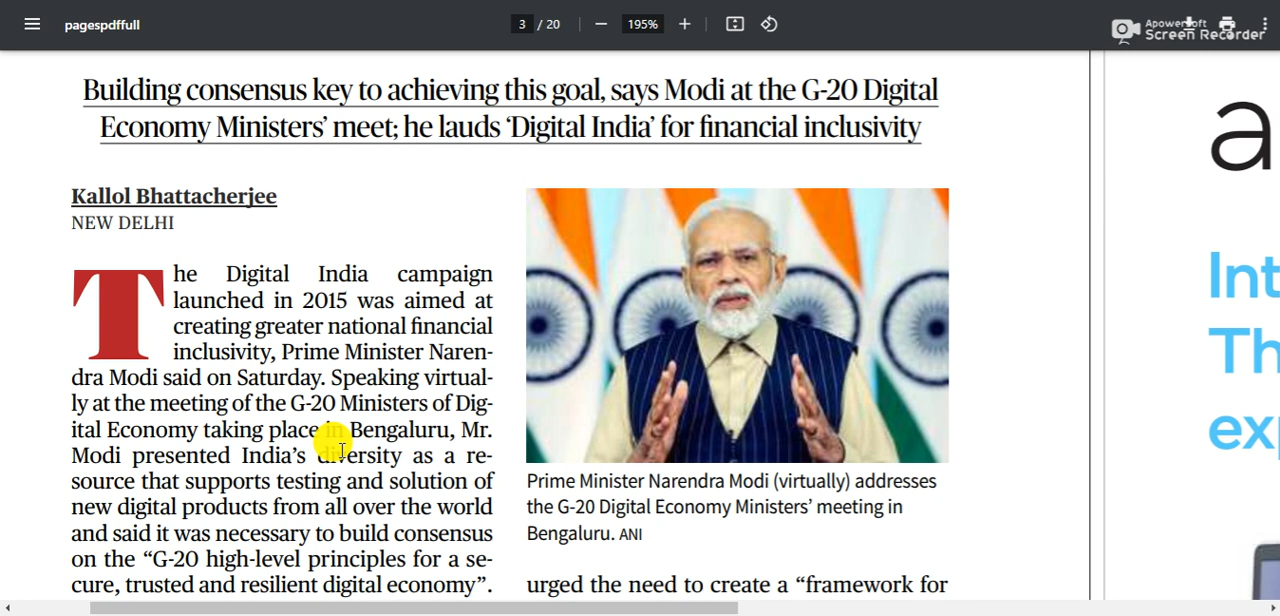 pagespdffull
3 / 20
195%
Apowersoft
Screen Recorder
Building consensus key to achieving this goal, says Modi at the G-20 Digital
Economy Ministers’ meet; he lauds ‘Digital India’ for financial inclusivity
Kallol Bhattacherjee
NEW DELHI
The Digital India campaign
launched in 2015 was aimed at
creating greater national financial
inclusivity, Prime Minister Naren-
dra Modi said on Saturday. Speaking virtual-
ly at the meeting of the G-20 Ministers of Dig-
ital Economy taking place in Bengaluru, Mr.
Modi presented India’s diversity as a re-
source that supports testing and solution of
new digital products from all over the world
and said it was necessary to build consensus
on the “G-20 high-level principles for a se-
cure, trusted and resilient digital economy”.
Prime Minister Narendra Modi (virtually) addresses
the G-20 Digital Economy Ministers’ meeting in
Bengaluru. ANI
urged the need to create a “framework for
a
Int
Th
exp